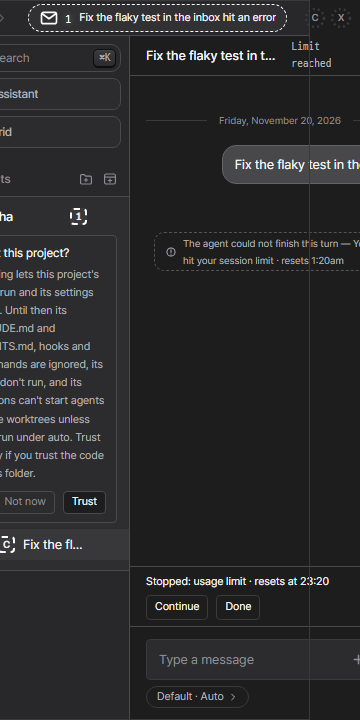 1 Fix the flaky test in the inbox hit an error
C X
earch ⌘K
ssistant
rid
ts
ha 1
t this project?
ing lets this project's
run and its settings
. Until then its
UDE.md and
NTS.md, hooks and
mands are ignored, its
don't run, and its
ons can't start agents
e worktrees unless
run under auto. Trust
y if you trust the code
s folder.
Not now Trust
C Fix the fl...
Fix the flaky test in t... Limit reached
Friday, November 20, 2026
Fix the flaky test in the
The agent could not finish this turn — Yo
hit your session limit · resets 1:20am
Stopped: usage limit · resets at 23:20
Continue Done
Type a message
Default · Auto